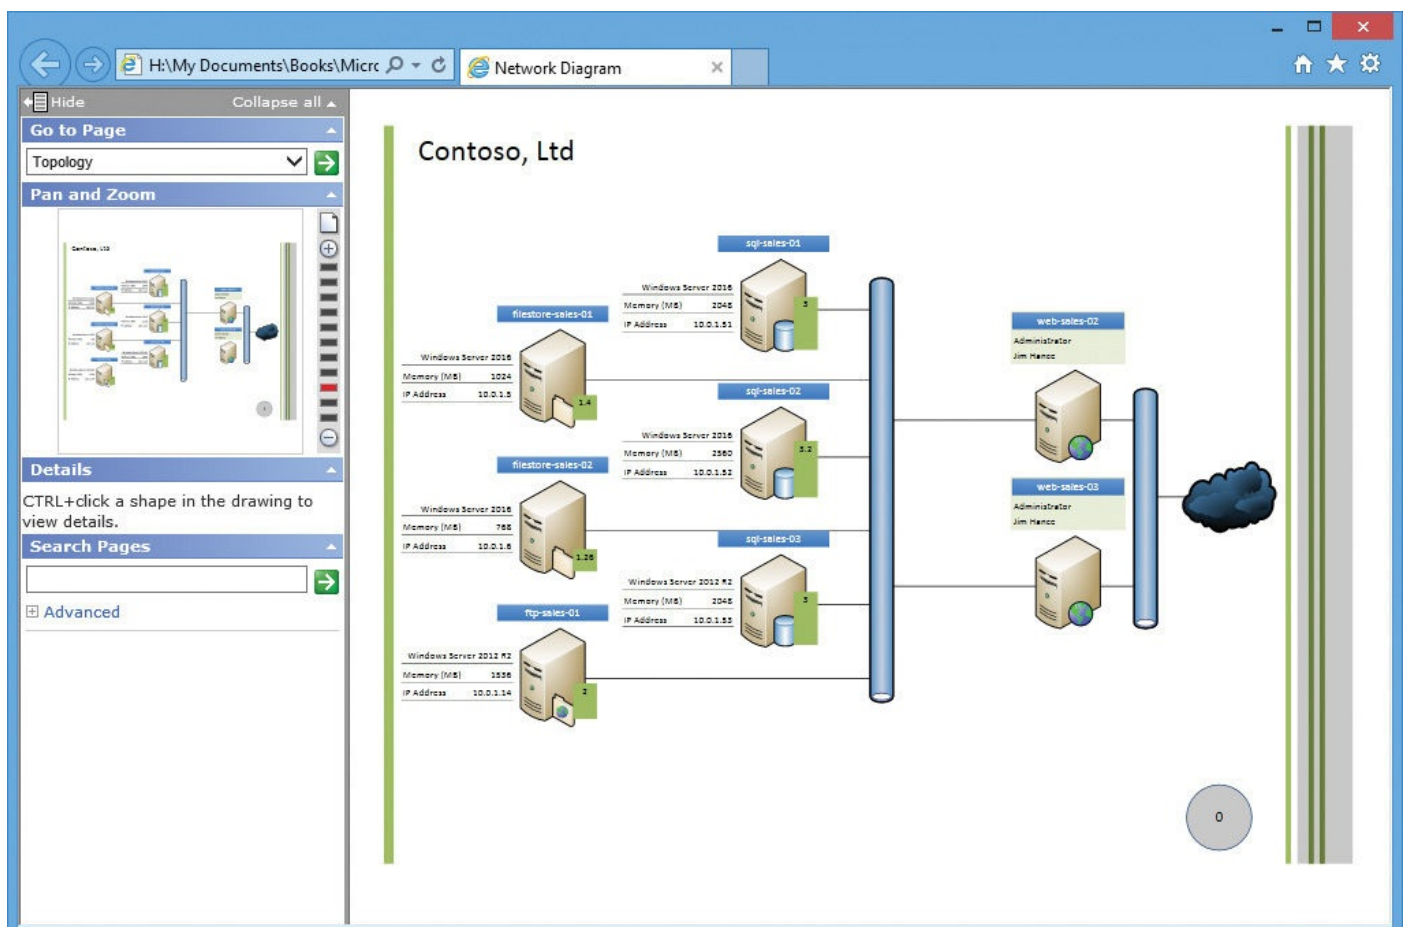 H:\My Documents\Books\Micrc
Network Diagram
Hide
Collapse all
Go to Page
Topology
Pan and Zoom
Contoso, Ltd
Details
CTRL+click a shape in the drawing to
view details.
Search Pages
Advanced
Contoso, Ltd
sql-sales-01
Windows Server 2016
Memory (MB) 2048
IP Address 10.0.1.51
3
filestore-sales-01
Windows Server 2016
Memory (MB) 1024
IP Address 10.0.1.5
1.4
sql-sales-02
Windows Server 2016
Memory (MB) 2560
IP Address 10.0.1.52
3.2
filestore-sales-02
Windows Server 2016
Memory (MB) 768
IP Address 10.0.1.6
1.26
sql-sales-03
Windows Server 2012 R2
Memory (MB) 2048
IP Address 10.0.1.53
3
ftp-sales-01
Windows Server 2012 R2
Memory (MB) 1536
IP Address 10.0.1.14
2
web-sales-02
Administrator
Jim Hance
web-sales-03
Administrator
Jim Hance
0